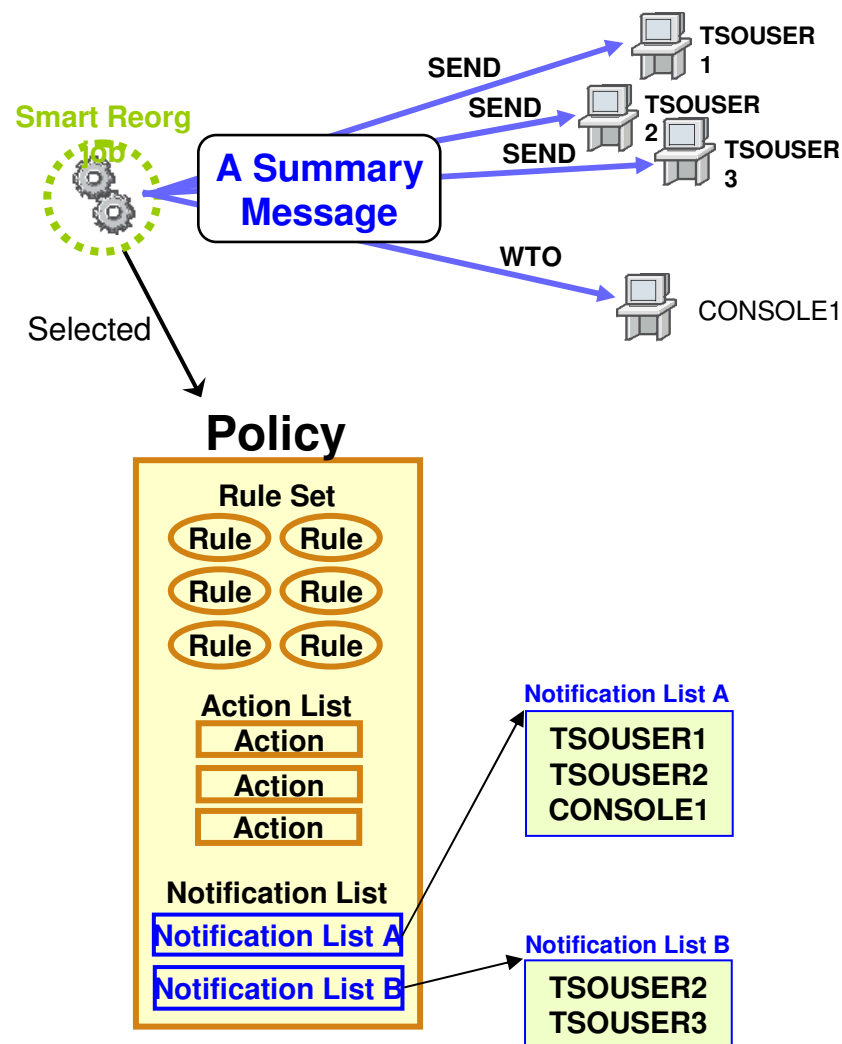 TSOUSER
1
SEND
Smart Reorg
job
SEND
TSOUSER
2
SEND
TSOUSER
3
A Summary
Message
WTO
CONSOLE1
Selected
Policy
Rule Set
Rule Rule
Rule Rule
Rule Rule
Action List
Action
Action
Action
Notification List
Notification List A
Notification List B
Notification List A
TSOUSER1
TSOUSER2
CONSOLE1
Notification List B
TSOUSER2
TSOUSER3